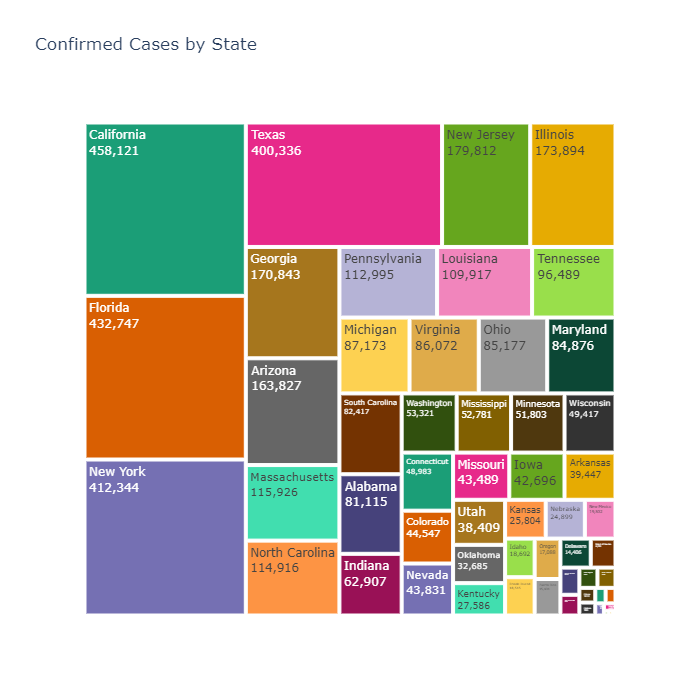 Confirmed Cases by State
California
458,121
Texas
400,336
New Jersey
179,812
Illinois
173,894
Georgia
170,843
Pennsylvania
112,995
Louisiana
109,917
Tennessee
96,489
Florida
432,747
Michigan
87,173
Virginia
86,072
Ohio
85,177
Maryland
84,876
Arizona
163,827
South Carolina
82,417
Washington
53,321
Mississippi
52,781
Minnesota
51,803
Wisconsin
49,417
New York
412,344
Massachusetts
115,926
Alabama
81,115
Connecticut
48,983
Missouri
43,489
Iowa
42,696
Arkansas
39,447
North Carolina
114,916
Indiana
62,907
Colorado
44,547
Nevada
43,831
Utah
38,409
Kansas
25,804
Nebraska
24,899
New Mexico
Oklahoma
32,685
Idaho
18,692
Oregon
Delaware
14,406
Kentucky
27,586